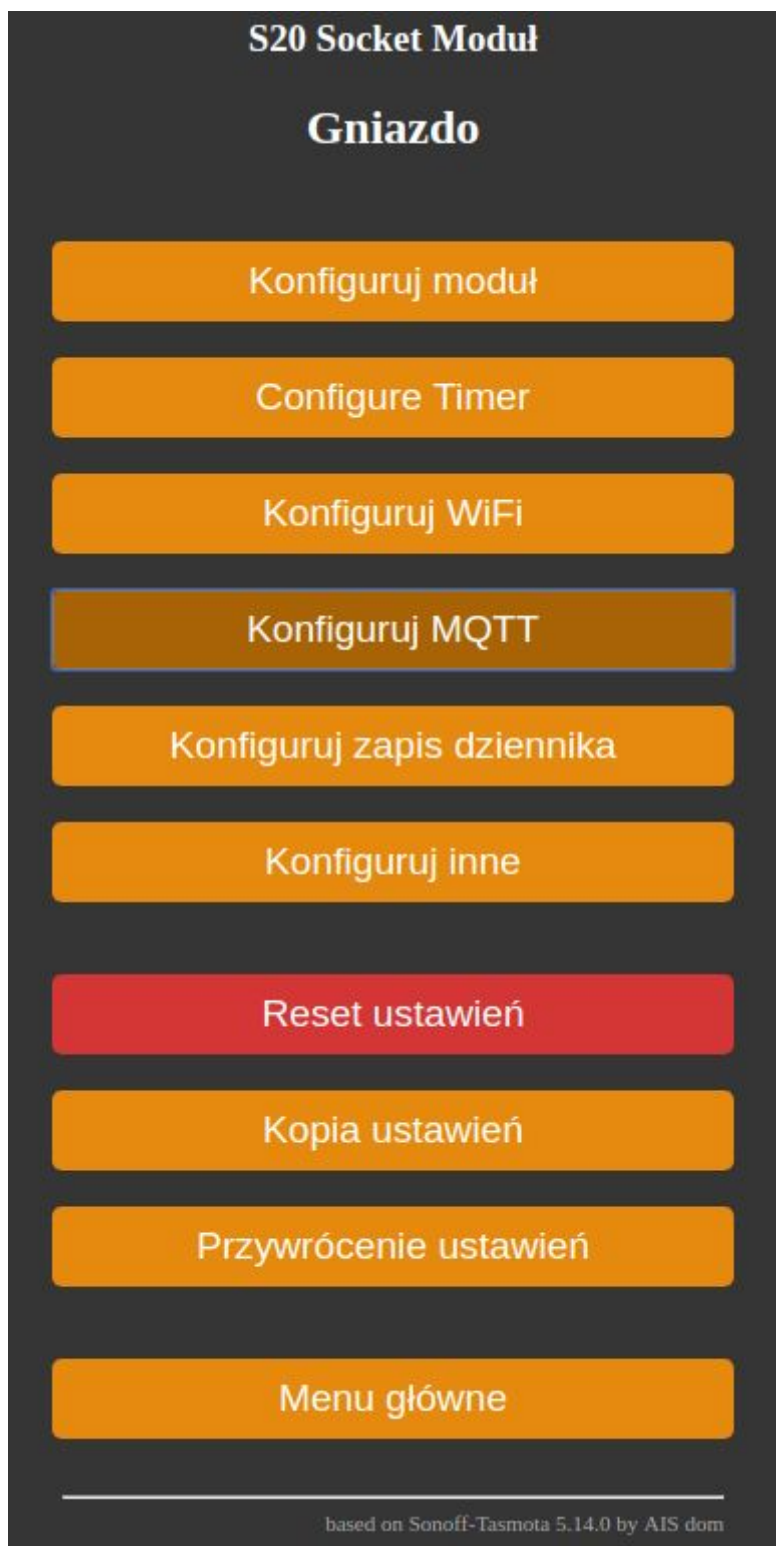 S20 Socket Moduł
Gniazdo
Konfiguruj moduł
Configure Timer
Konfiguruj WiFi
Konfiguruj MQTT
Konfiguruj zapis dziennika
Konfiguruj inne
Reset ustawień
Kopia ustawień
Przywrócenie ustawień
Menu główne
based on Sonoff-Tasmota 5.14.0 by AIS dom